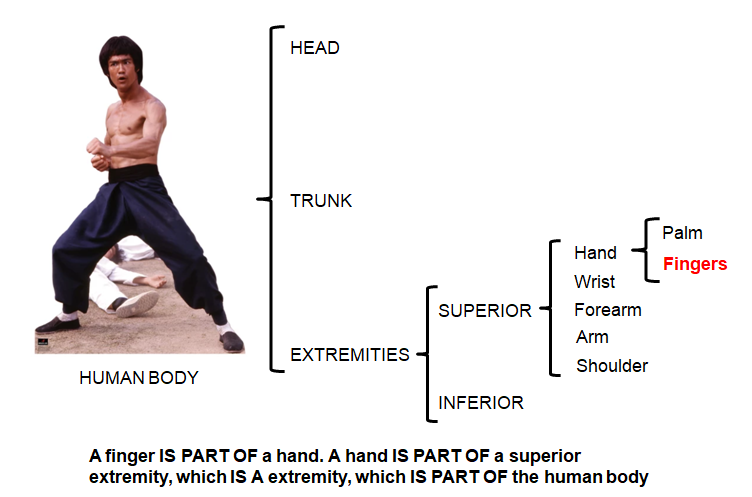 HEAD
TRUNK
Palm
Hand
Fingers
Wrist
SUPERIOR
Forearm
Arm
EXTREMITIES
Shoulder
HUMAN BODY
INFERIOR
A finger IS PART OF a hand. A hand IS PART OF a superior
extremity, which IS A extremity, which IS PART OF the human body